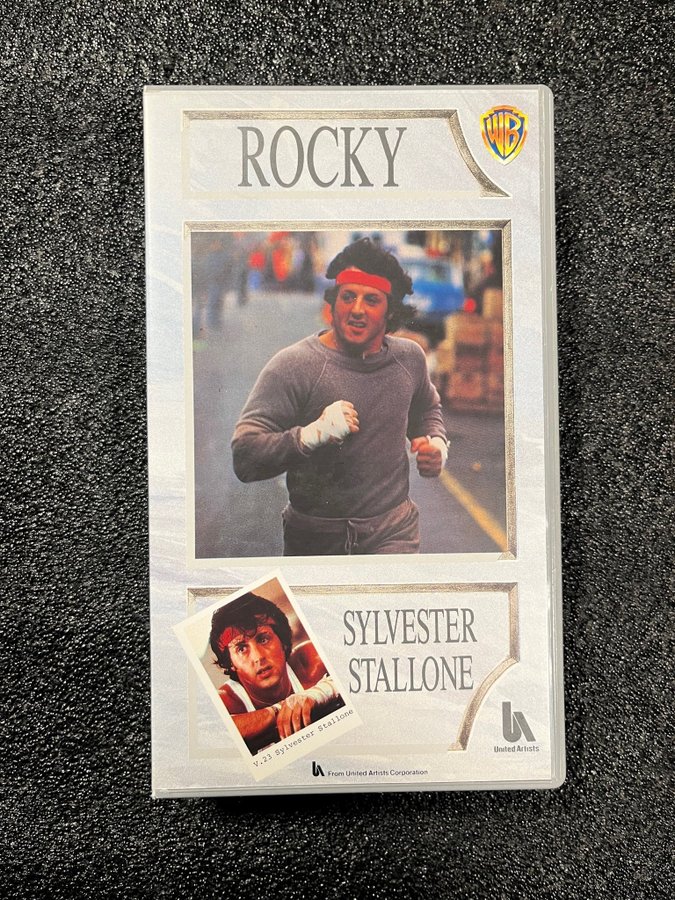 ROCKY
WB
SYLVESTER
STALLONE
V.23 Sylvester Stallone
United Artists
From United Artists Corporation